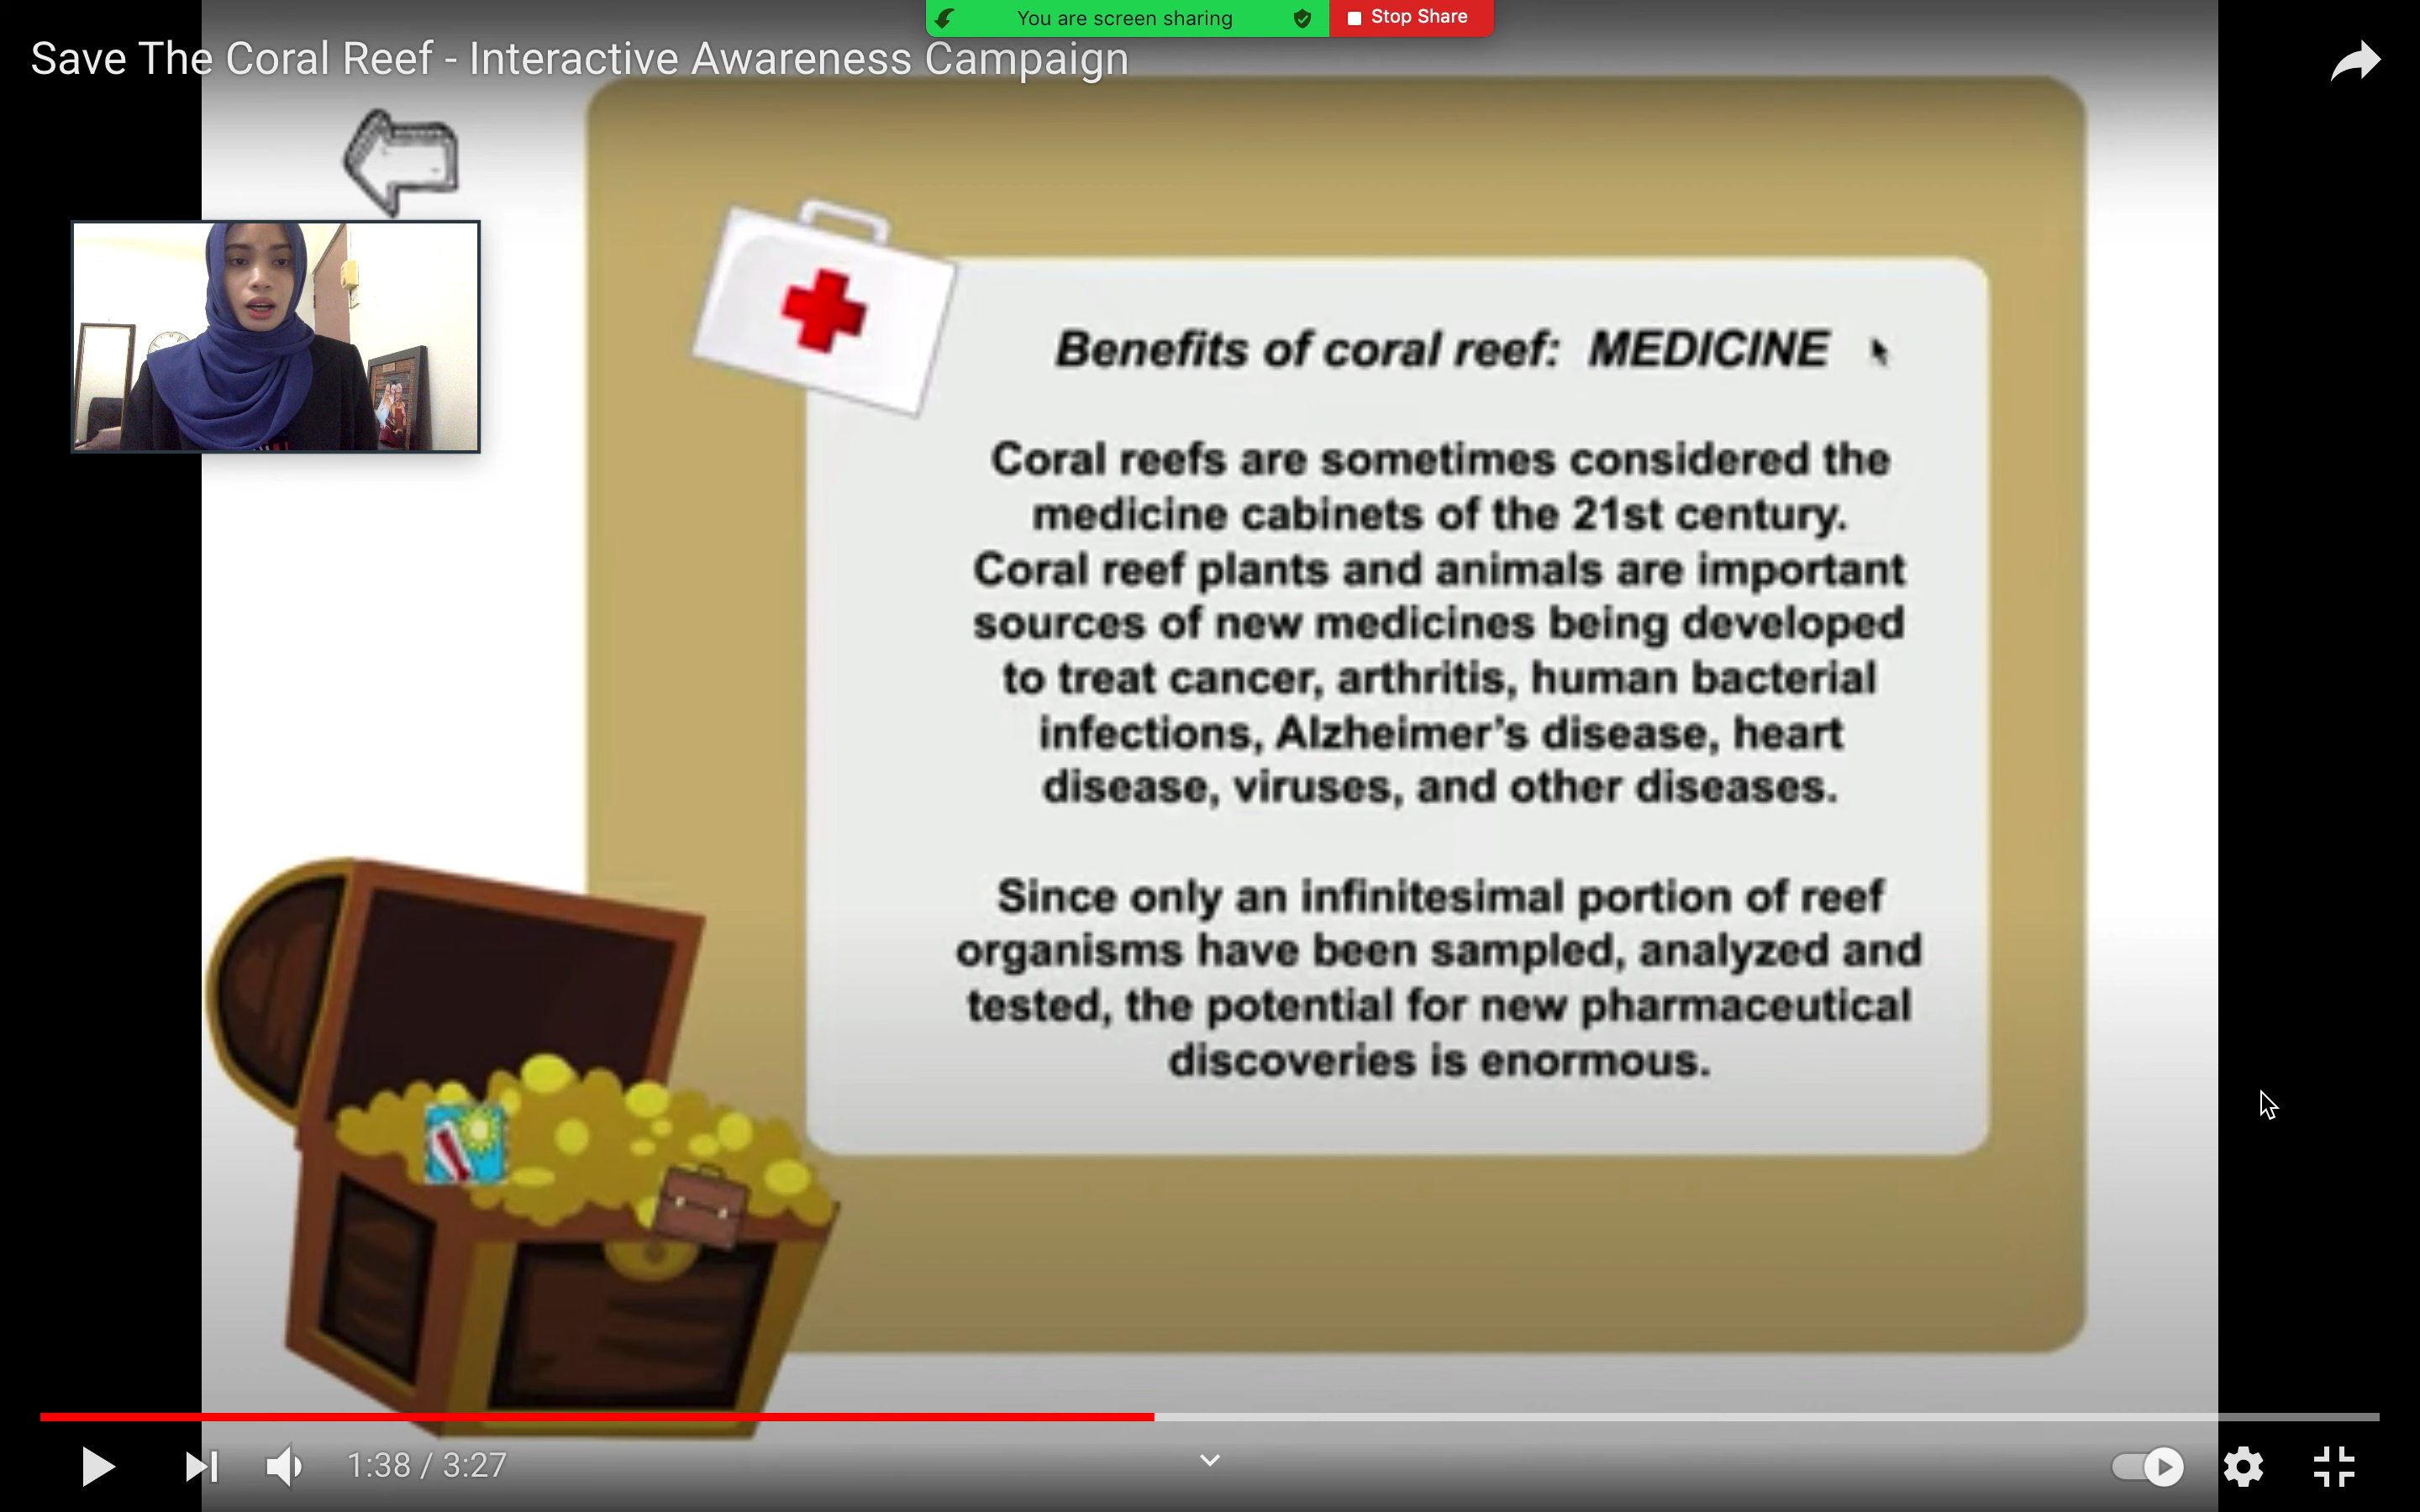 You are screen sharing
Stop Share
Save The Coral Reef - Interactive Awareness Campaign
Benefits of coral reef: MEDICINE
Coral reefs are sometimes considered the
medicine cabinets of the 21st century.
Coral reef plants and animals are important
sources of new medicines being developed
to treat cancer, arthritis, human bacterial
infections, Alzheimer's disease, heart
disease, viruses, and other diseases.
Since only an infinitesimal portion of reef
organisms have been sampled, analyzed and
tested, the potential for new pharmaceutical
discoveries is enormous.
1:38 / 3:27